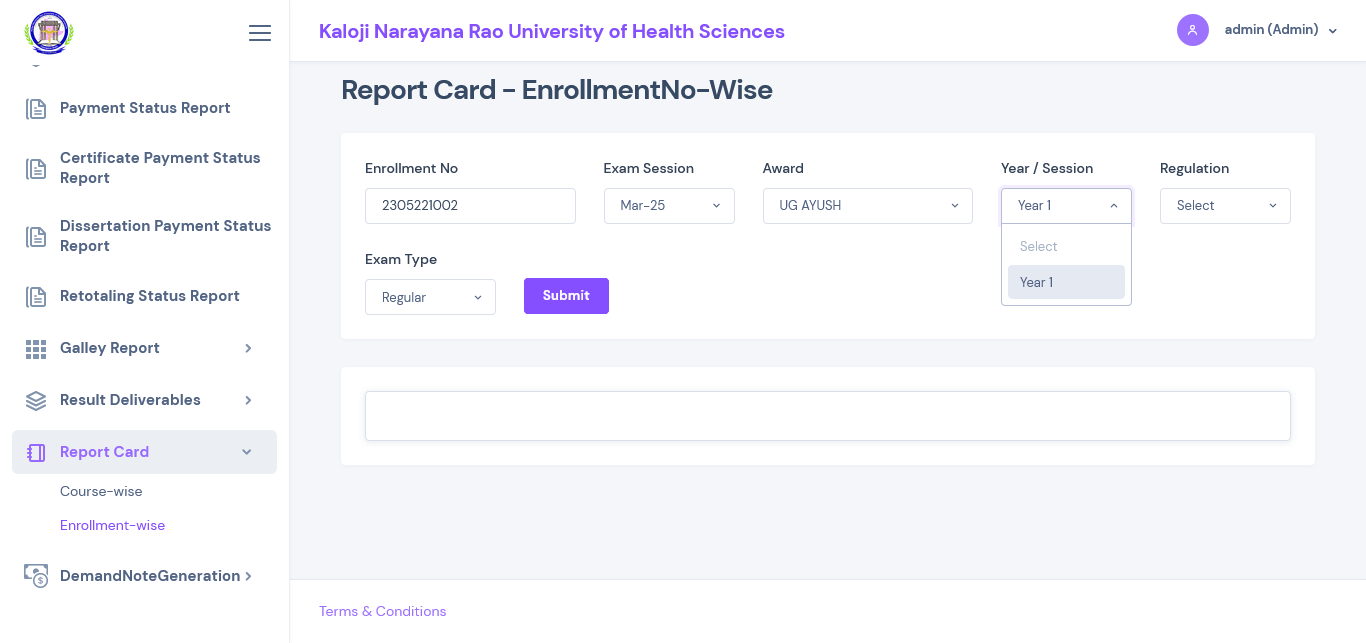 Kaloji Narayana Rao University of Health Sciences
admin (Admin)
Payment Status Report
Certificate Payment Status
Report
Dissertation Payment Status
Report
Retotaling Status Report
Galley Report
Result Deliverables
Report Card
Course-wise
Enrollment-wise
DemandNoteGeneration
Report Card - EnrollmentNo-Wise
Enrollment No
Exam Session
Award
Year / Session
Regulation
2305221002
Mar-25
UG AYUSH
Year 1
Select
Select
Year 1
Exam Type
Regular
Submit
Terms & Conditions